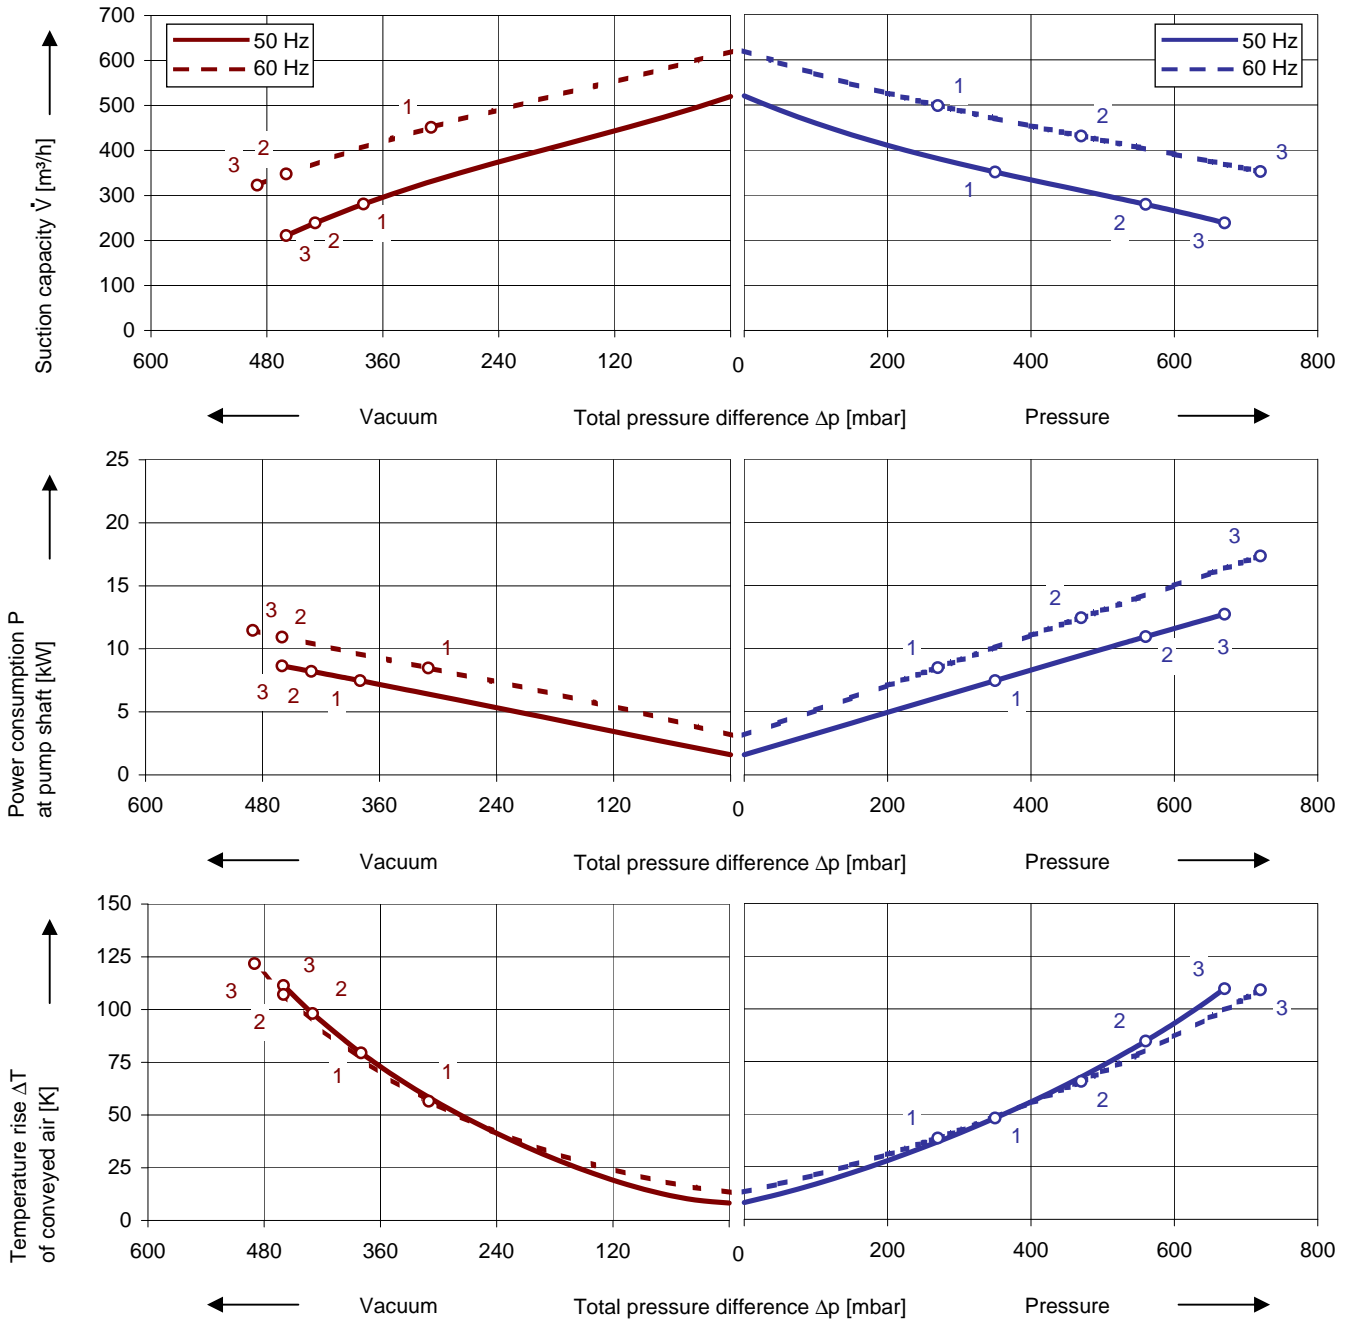 700
600
500
400
300
200
100
0
Suction capacity V̇ [m³/h]
50 Hz
60 Hz
50 Hz
60 Hz
1
2
3
1
2
3
1
2
3
1
2
3
600 480 360 240 120 0 200 400 600 800
Vacuum Total pressure difference Δp [mbar] Pressure
25
20
15
10
5
0
Power consumption P
at pump shaft [kW]
3 2 1
3 2 1
1 2 3
1 2 3
600 480 360 240 120 0 200 400 600 800
Vacuum Total pressure difference Δp [mbar] Pressure
150
125
100
75
50
25
0
Temperature rise ΔT
of conveyed air [K]
3
2
1
3
2
1
1
2
3
1
2
3
600 480 360 240 120 0 200 400 600 800
Vacuum Total pressure difference Δp [mbar] Pressure